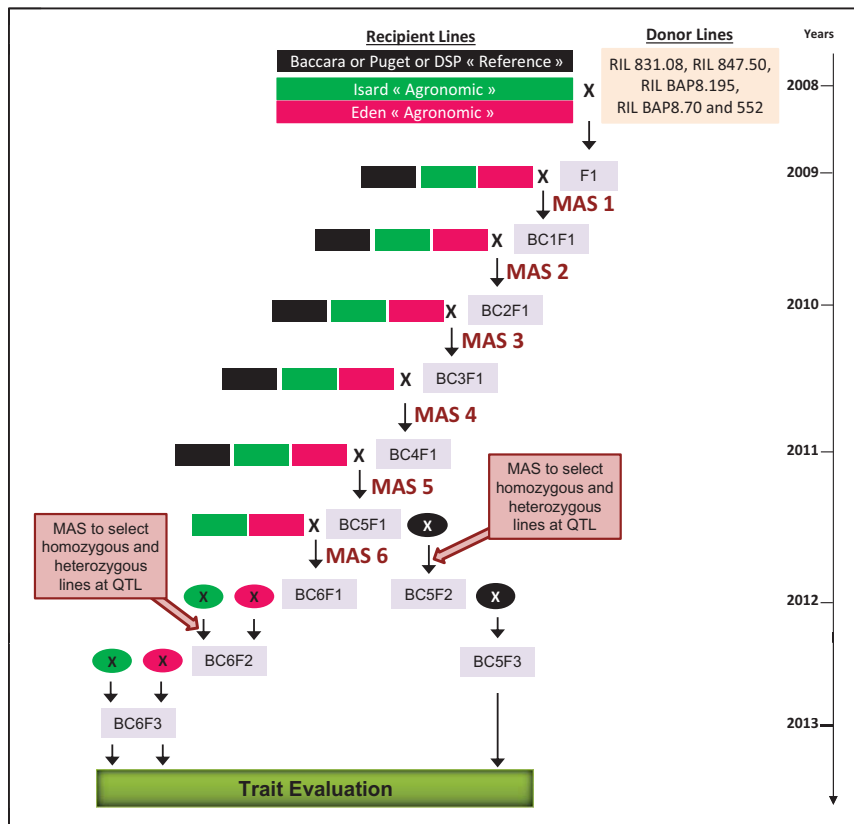 Recipient Lines
Donor Lines
Years
Baccara or Puget or DSP « Reference »
Isard « Agronomic »
Eden « Agronomic »
X
RIL 831.08, RIL 847.50,
RIL BAP8.195,
RIL BAP8.70 and 552
2008
X
F1
2009
MAS 1
X
BC1F1
MAS 2
X
BC2F1
2010
MAS 3
X
BC3F1
MAS 4
X
BC4F1
2011
MAS 5
MAS to select
homozygous and
heterozygous
lines at QTL
X
BC5F1
X
MAS to select
homozygous and
heterozygous
lines at QTL
MAS 6
X
X
BC6F1
BC5F2
X
2012
X
X
BC6F2
BC5F3
BC6F3
2013
Trait Evaluation